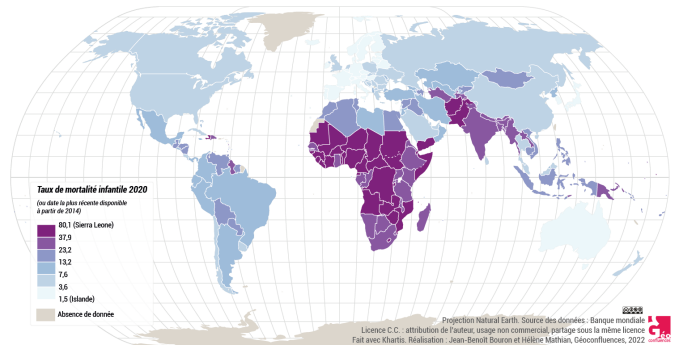 Taux de mortalité infantile 2020
(ou date la plus récente disponible
à partir de 2014)
80,1 (Sierra Leone)
37,9
23,2
13,2
7,6
3,6
1,5 (Islande)
Absence de donnée
Projection Natural Earth. Source des données : Banque mondiale
Licence C.C. : attribution de l'auteur, usage non commercial, partage sous la même licence
Fait avec Khartis. Réalisation : Jean-Benoît Bouron et Hélène Mathian, Géoconfluences, 2022
Géo
confluences